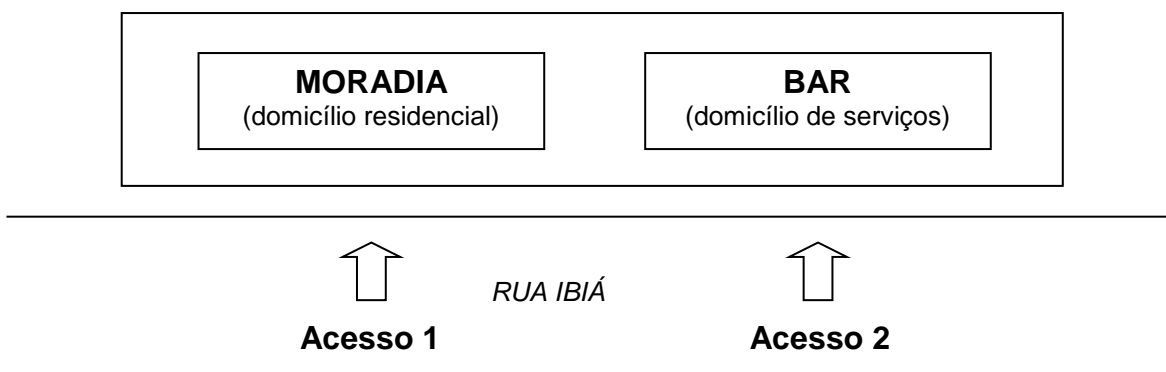 MORADIA
(domicílio residencial)
BAR
(domicílio de serviços)
RUA IBIÁ
Acesso 1
Acesso 2